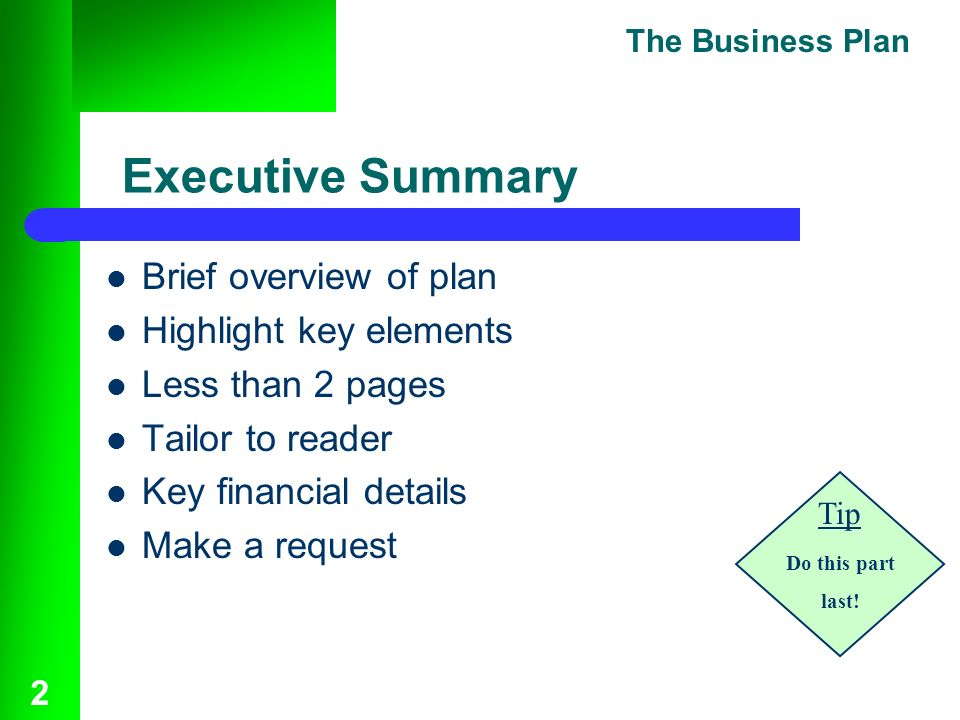 The Business Plan
Executive Summary
Brief overview of plan
Highlight key elements
Less than 2 pages
Tailor to reader
Key financial details
Make a request
Tip
Do this part
last!
2